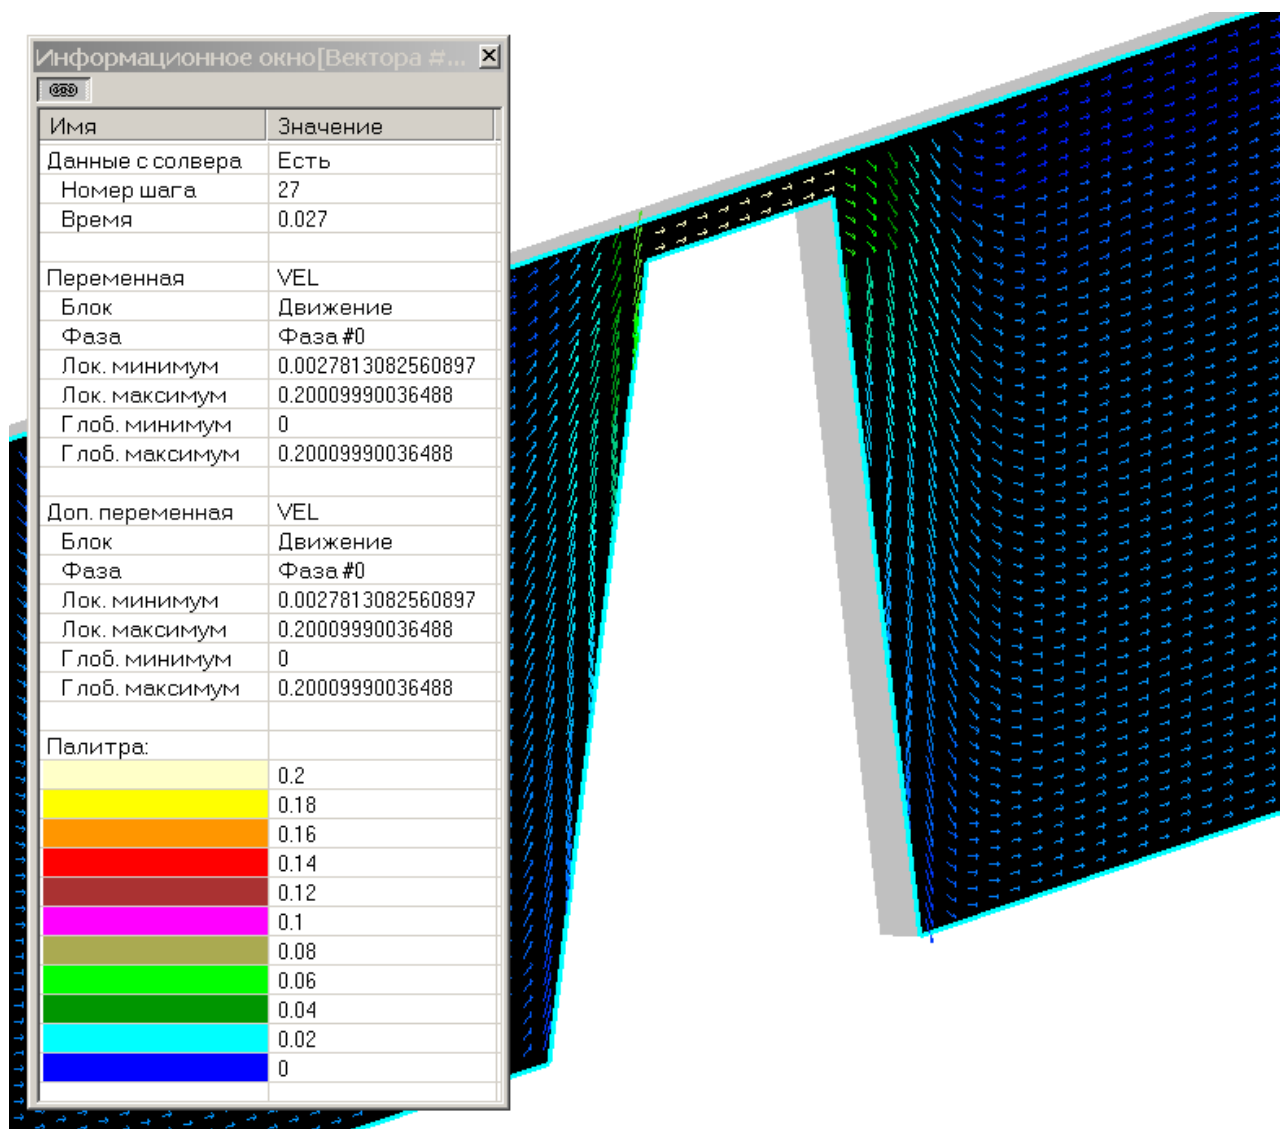 Информационное окно[Вектора #...
Имя Значение
Данные с солвера Есть
Номер шага 27
Время 0.027
Переменная VEL
Блок Движение
Фаза Фаза #0
Лок. минимум 0.0027813082560897
Лок. максимум 0.20009990036488
Глоб. минимум 0
Глоб. максимум 0.20009990036488
Доп. переменная VEL
Блок Движение
Фаза Фаза #0
Лок. минимум 0.0027813082560897
Лок. максимум 0.20009990036488
Глоб. минимум 0
Глоб. максимум 0.20009990036488
Палитра:
0.2
0.18
0.16
0.14
0.12
0.1
0.08
0.06
0.04
0.02
0